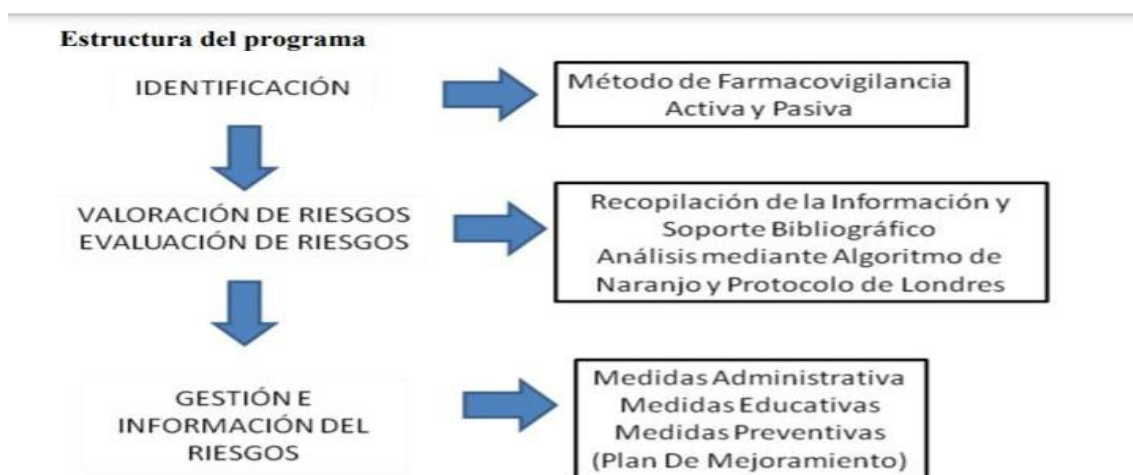 Estructura del programa
IDENTIFICACIÓN
Método de Farmacovigilancia
Activa y Pasiva
VALORACIÓN DE RIESGOS
EVALUACIÓN DE RIESGOS
Recopilación de la Información y
Soporte Bibliográfico
Análisis mediante Algoritmo de
Naranjo y Protocolo de Londres
GESTIÓN E
INFORMACIÓN DEL
RIESGOS
Medidas Administrativa
Medidas Educativas
Medidas Preventivas
(Plan De Mejoramiento)